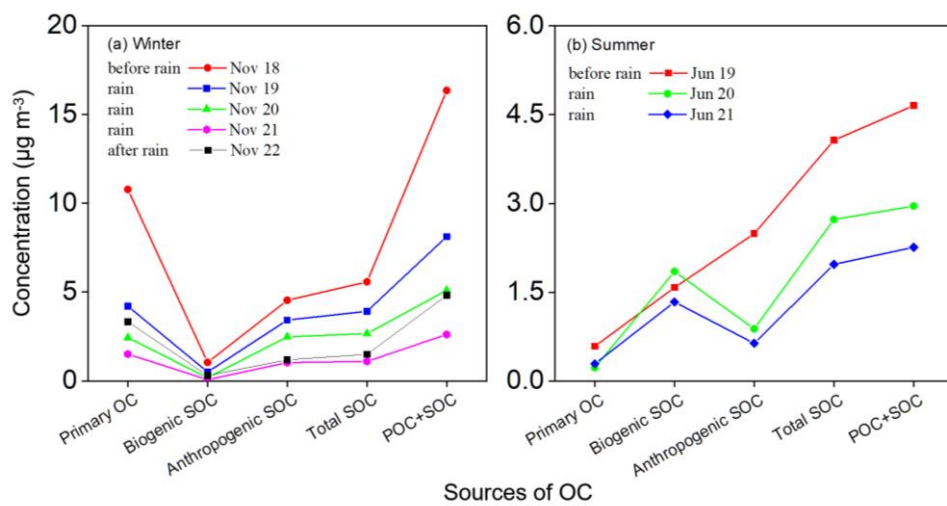 (a) Winter
before rain Nov 18
rain Nov 19
rain Nov 20
rain Nov 21
after rain Nov 22
20
15
10
5
0
Concentration (µg m-³)
Primary OC
Biogenic SOC
Anthropogenic SOC
Total SOC
POC+SOC
(b) Summer
before rain Jun 19
rain Jun 20
rain Jun 21
6.0
4.5
3.0
1.5
0.0
Primary OC
Biogenic SOC
Anthropogenic SOC
Total SOC
POC+SOC
Sources of OC